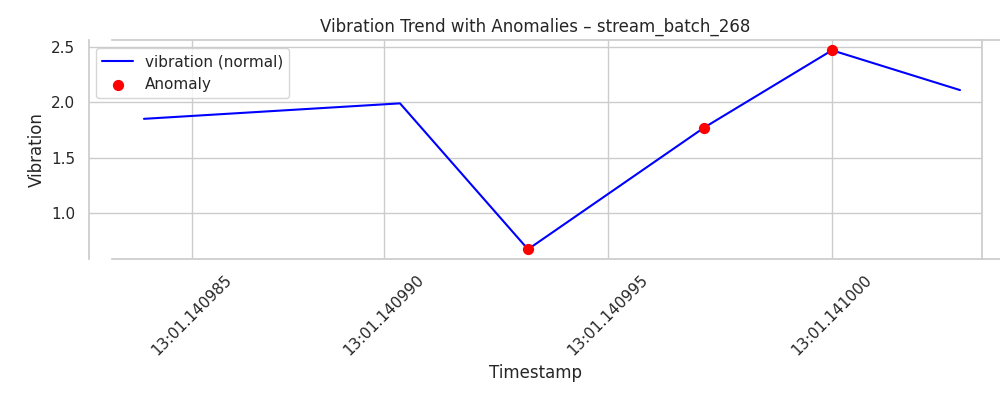 Vibration Trend with Anomalies – stream_batch_268
vibration (normal)
Anomaly
Vibration
2.5
2.0
1.5
1.0
13:01.140985
13:01.140990
13:01.140995
13:01.141000
Timestamp